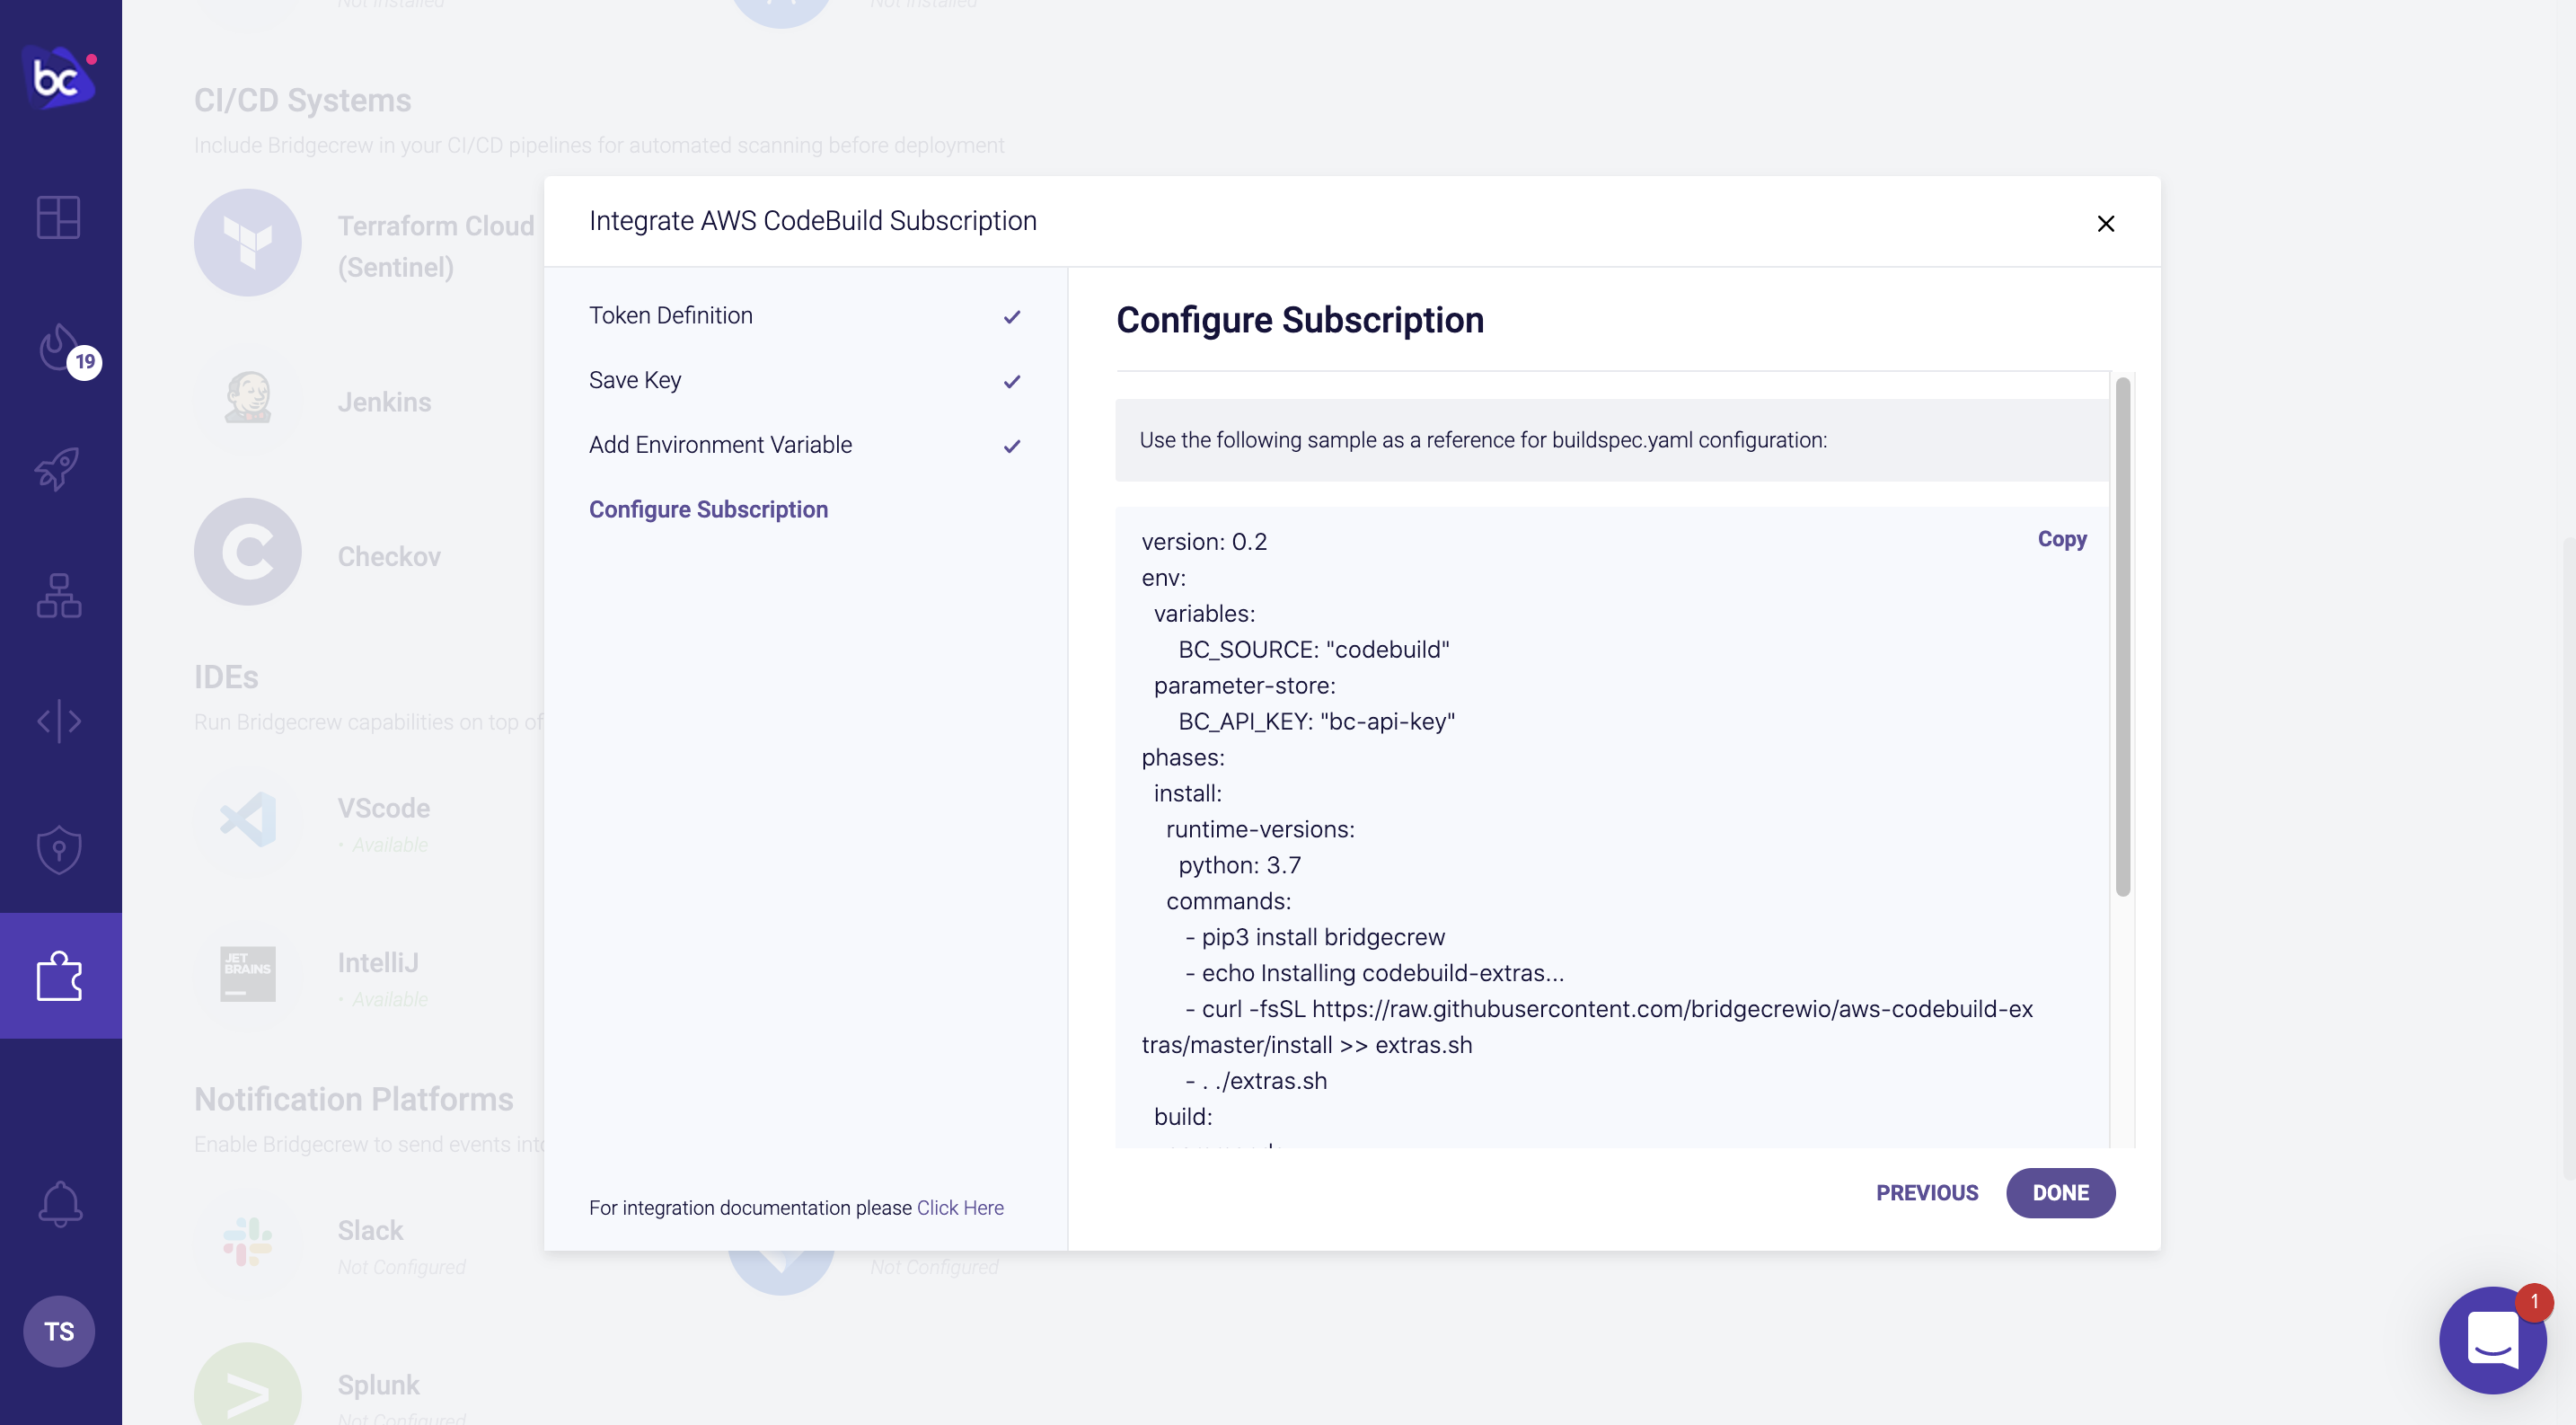 bc
19
TS
Not Installed
Not Installed
CI/CD Systems
Include Bridgecrew in your CI/CD pipelines for automated scanning before deployment
Terraform Cloud
(Sentinel)
Jenkins
Checkov
IDEs
Run Bridgecrew capabilities on top of
VScode
• Available
JET
BRAINS
IntelliJ
• Available
Notification Platforms
Enable Bridgecrew to send events into
Slack
Not Configured
Not Configured
Splunk
Not Configured
Integrate AWS CodeBuild Subscription
Token Definition
Save Key
Add Environment Variable
Configure Subscription
For integration documentation please Click Here
Configure Subscription
Use the following sample as a reference for buildspec.yaml configuration:
Copy
version: 0.2
env:
  variables:
    BC_SOURCE: "codebuild"
  parameter-store:
    BC_API_KEY: "bc-api-key"
phases:
  install:
    runtime-versions:
      python: 3.7
    commands:
      - pip3 install bridgecrew
      - echo Installing codebuild-extras...
      - curl -fsSL https://raw.githubusercontent.com/bridgecrewio/aws-codebuild-ex
tras/master/install >> extras.sh
      - . ./extras.sh
  build:
PREVIOUS
DONE
1